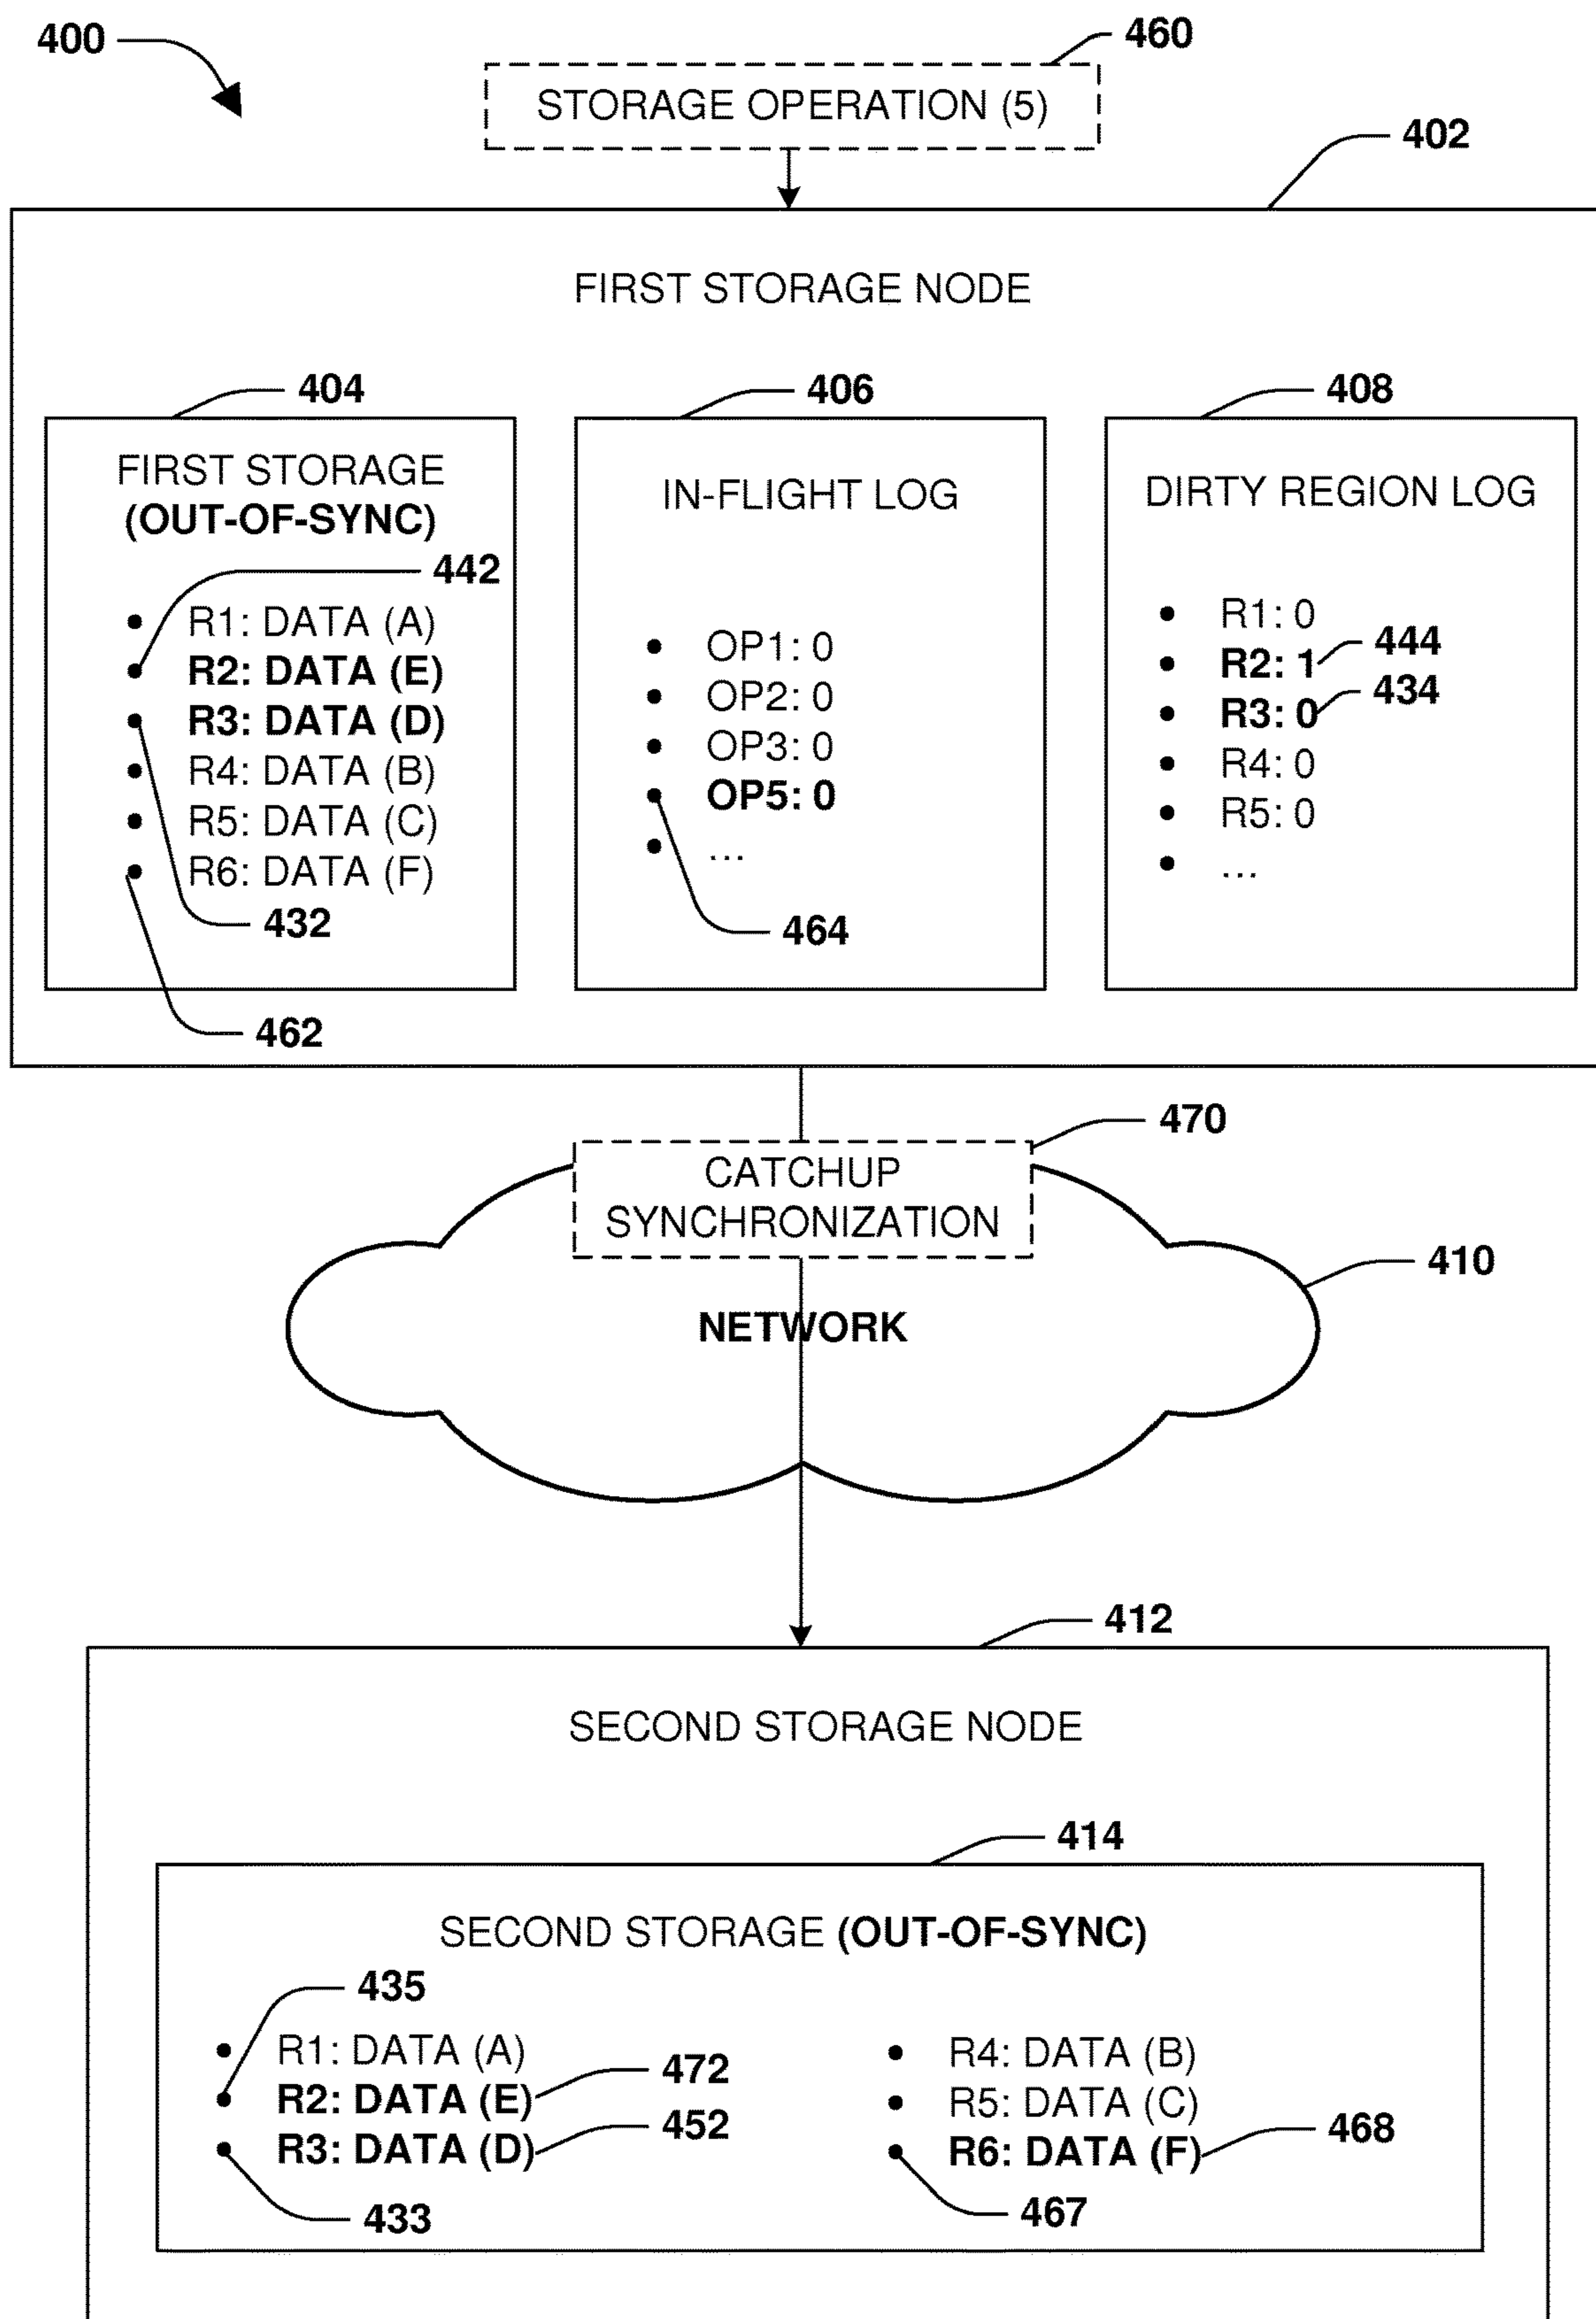 400
460
STORAGE OPERATION (5)
402
FIRST STORAGE NODE
404
FIRST STORAGE
(OUT-OF-SYNC)
442
R1: DATA (A)
R2: DATA (E)
R3: DATA (D)
R4: DATA (B)
R5: DATA (C)
R6: DATA (F)
432
462
406
IN-FLIGHT LOG
OP1: 0
OP2: 0
OP3: 0
OP5: 0
...
464
408
DIRTY REGION LOG
R1: 0
R2: 1
444
434
R3: 0
R4: 0
R5: 0
...
470
CATCHUP
SYNCHRONIZATION
410
NETWORK
412
SECOND STORAGE NODE
414
SECOND STORAGE (OUT-OF-SYNC)
435
R1: DATA (A)
R2: DATA (E)
472
R3: DATA (D)
452
433
R4: DATA (B)
R5: DATA (C)
R6: DATA (F)
468
467